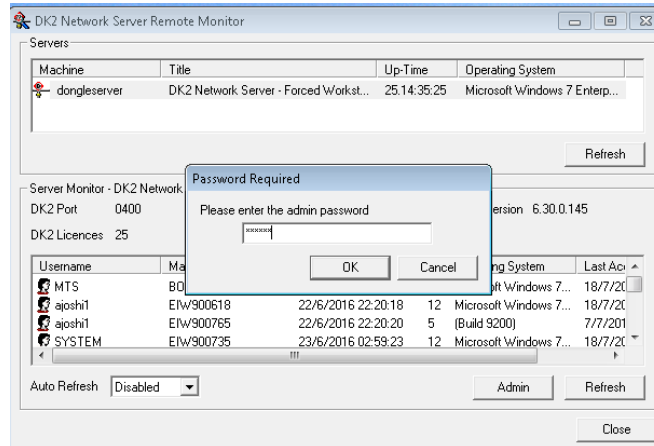 DK2 Network Server Remote Monitor
Servers
Machine Title Up-Time Operating System
dongleserver DK2 Network Server - Forced Workst... 25.14:35:25 Microsoft Windows 7 Enterp...
Refresh
Server Monitor - DK2 Network
Password Required
DK2 Port 0400
Please enter the admin password
ersion 6.30.0.145
DK2 Licences 25
xxxxxx
OK Cancel
Username Ma ng System Last Acc
MTS BO oft Windows 7... 18/7/20
ajoshi1 EIW900618 22/6/2016 22:20:18 12 Microsoft Windows 7... 18/7/20
ajoshi1 EIW900765 22/6/2016 22:20:20 5 (Build 9200) 7/7/201
SYSTEM EIW900735 23/6/2016 02:59:23 12 Microsoft Windows 7... 18/7/20
Auto Refresh Disabled Admin Refresh
Close